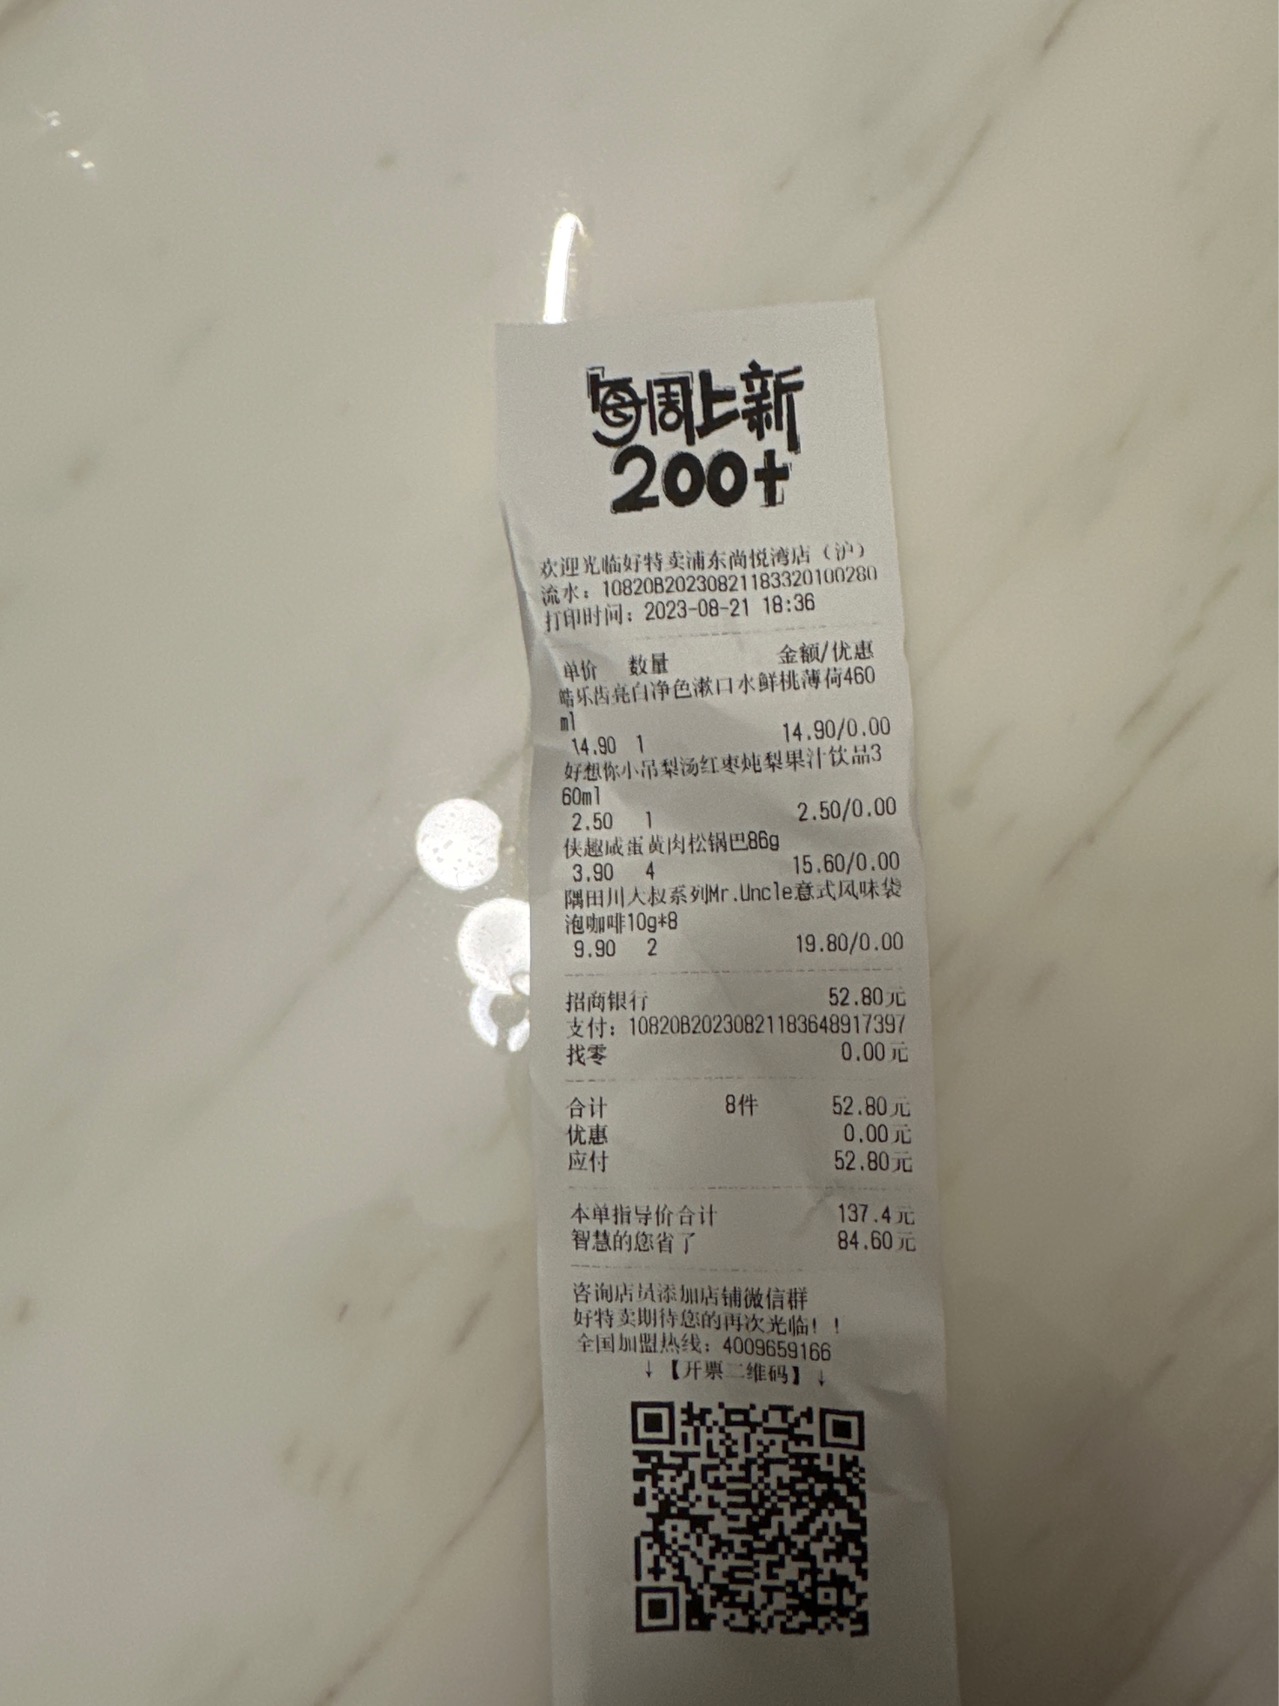 每周上新
200+
欢迎光临好特卖浦东尚悦湾店（沪）
流水：10820B20230821183320100280
打印时间：2023-08-21 18:36
单价 数量 金额/优惠
皓乐齿亮白净色漱口水鲜桃薄荷460
ml
14.90 1 14.90/0.00
好想你小吊梨汤红枣炖梨果汁饮品3
60ml
2.50 1 2.50/0.00
侠趣咸蛋黄肉松锅巴86g
3.90 4 15.60/0.00
隅田川大叔系列Mr.Uncle意式风味袋
泡咖啡10g*8
9.90 2 19.80/0.00
招商银行 52.80元
支付：10820B20230821183648917397
找零 0.00元
合计 8件 52.80元
优惠 0.00元
应付 52.80元
本单指导价合计 137.4元
智慧的您省了 84.60元
咨询店员添加店铺微信群
好特卖期待您的再次光临！！
全国加盟热线：4009659166
↓【开票二维码】↓